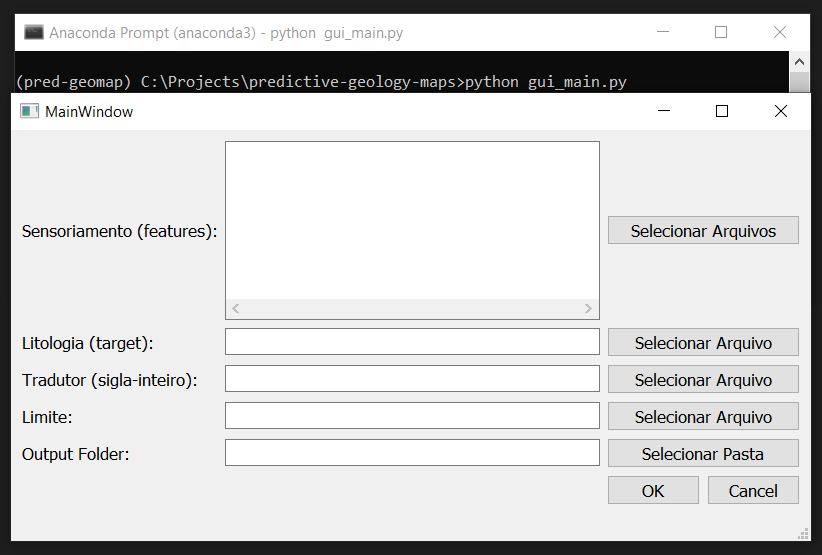 Anaconda Prompt (anaconda3) - python gui_main.py
(pred-geomap) C:\Projects\predictive-geology-maps>python gui_main.py
MainWindow
Sensoriamento (features):
Selecionar Arquivos
Litologia (target):
Selecionar Arquivo
Tradutor (sigla-inteiro):
Selecionar Arquivo
Limite:
Selecionar Arquivo
Output Folder:
Selecionar Pasta
OK
Cancel